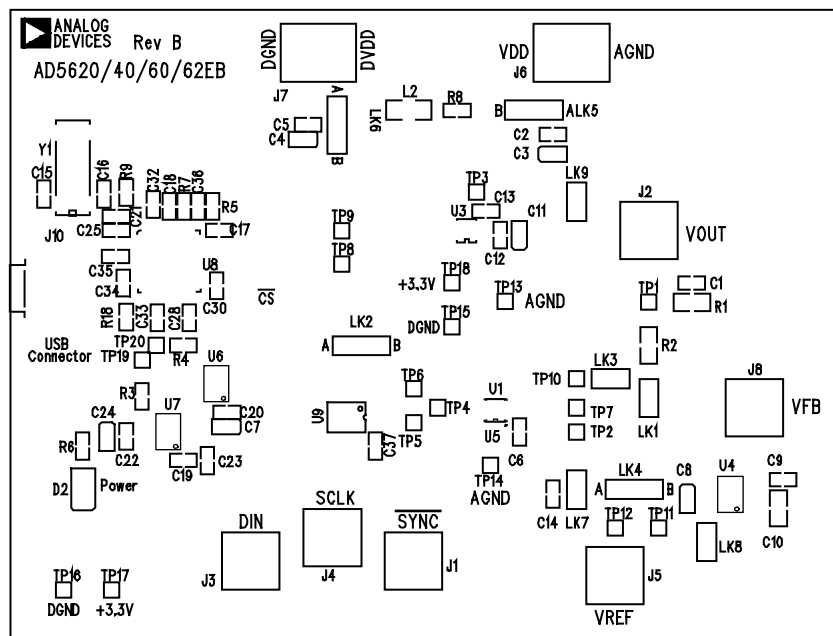 ANALOG
DEVICES
Rev B
AD5620/40/60/62EB
DGND
DVDD
J7
VDD
AGND
J6
A
LK6
B
L2
R8
B
ALK5
C5
C4
C2
C3
Y1
C15
C16
R9
C32
C18
R7
C36
R5
C21
C25
C17
J10
TP3
C13
U3
C11
C12
LK9
J2
VOUT
TP9
TP8
C35
C34
U8
C30
CS
+3,3V
TP18
TP13
AGND
TP1
C1
R1
R18
C33
C28
DGND
TP15
LK2
A
B
R2
USB
Connector
TP20
TP19
R4
U6
R3
TP6
TP4
TP5
U1
U5
TP10
LK3
TP7
TP2
LK1
J8
VFB
C24
U7
C20
C7
U9
C37
C6
R6
C22
C19
C23
TP14
AGND
D2
Power
LK4
A
B
C8
U4
C9
C14
LK7
TP12
TP11
LK8
C10
DIN
SCLK
SYNC
J3
J4
J1
J5
VREF
TP16
TP17
DGND
+3,3V